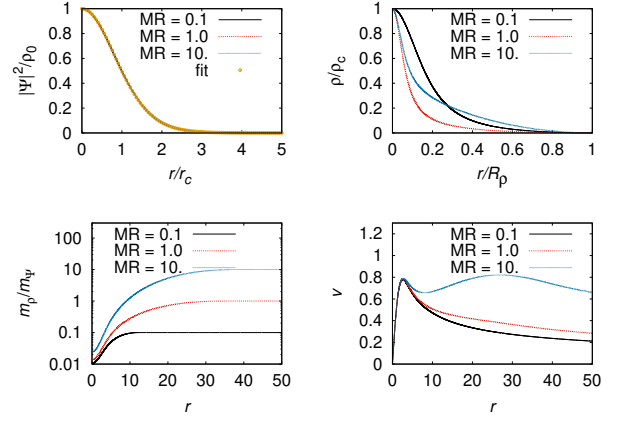 |Ψ|²/ρ₀
1
0.8
0.6
0.4
0.2
0
MR = 0.1
MR = 1.0
MR = 10.
fit
0 1 2 3 4 5
r/r_c
ρ/ρ_c
1
0.8
0.6
0.4
0.2
0
MR = 0.1
MR = 1.0
MR = 10.
0 0.2 0.4 0.6 0.8 1
r/R_ρ
m_ρ/m_Ψ
100
10
1
0.1
0.01
MR = 0.1
MR = 1.0
MR = 10.
0 10 20 30 40 50
r
v
1.2
1
0.8
0.6
0.4
0.2
0
MR = 0.1
MR = 1.0
MR = 10.
0 10 20 30 40 50
r